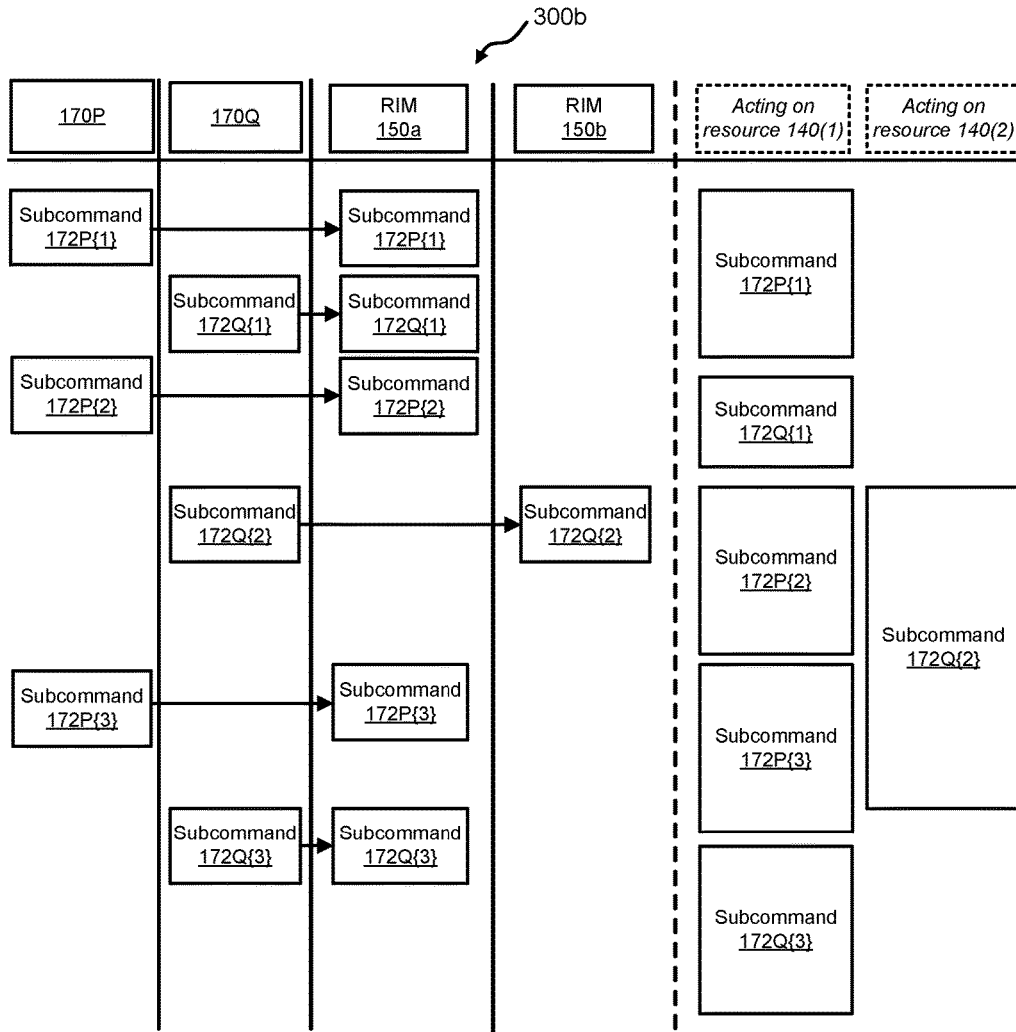 300b
170P
170Q
RIM
150a
RIM
150b
Acting on
resource 140(1)
Acting on
resource 140(2)
Subcommand
172P{1}
Subcommand
172P{1}
Subcommand
172P{1}
Subcommand
172Q{1}
Subcommand
172Q{1}
Subcommand
172P{2}
Subcommand
172P{2}
Subcommand
172Q{1}
Subcommand
172Q{2}
Subcommand
172Q{2}
Subcommand
172P{2}
Subcommand
172Q{2}
Subcommand
172P{3}
Subcommand
172P{3}
Subcommand
172P{3}
Subcommand
172Q{3}
Subcommand
172Q{3}
Subcommand
172Q{3}